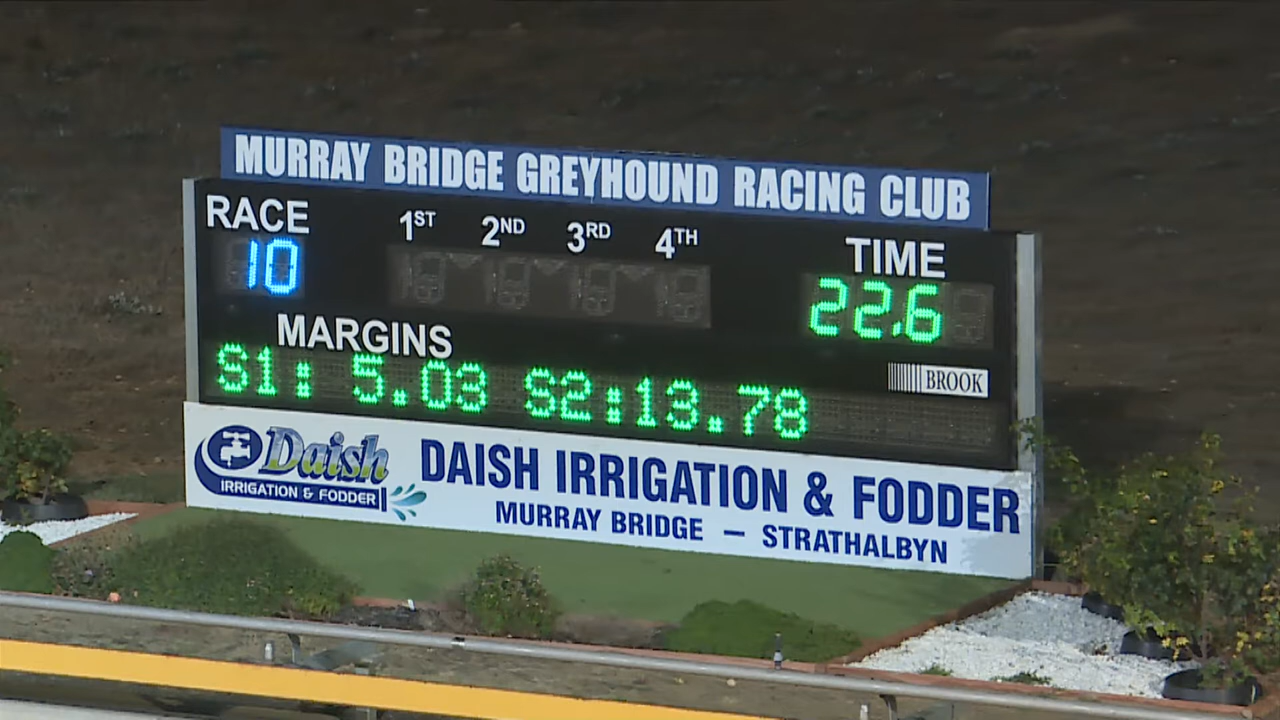 MURRAY BRIDGE GREYHOUND RACING CLUB
RACE 1ST 2ND 3RD 4TH TIME
10 22.6
MARGINS
S1: 5.03 S2:13.78
BROOK
Daish
IRRIGATION & FODDER
DAISH IRRIGATION & FODDER
MURRAY BRIDGE – STRATHALBYN